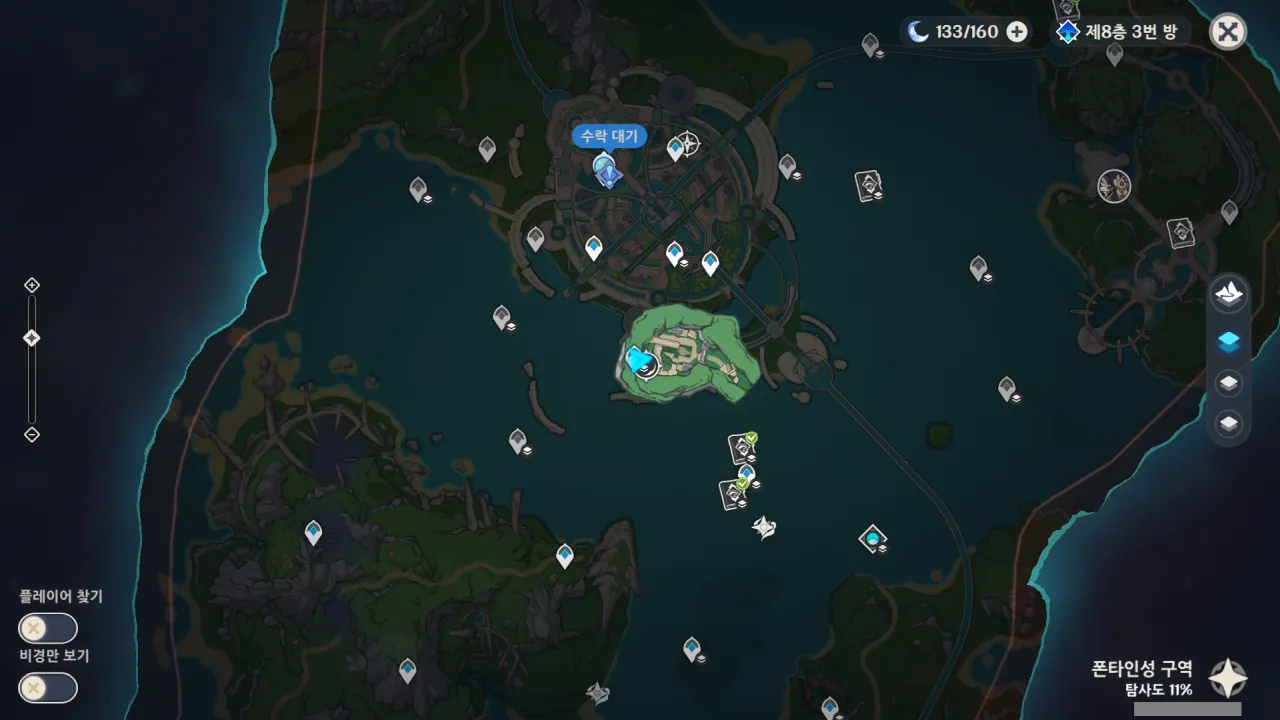 133/160
제8층 3번 방
수락 대기
플레이어 찾기
비경만 보기
폰타인성 구역
탐사도 11%